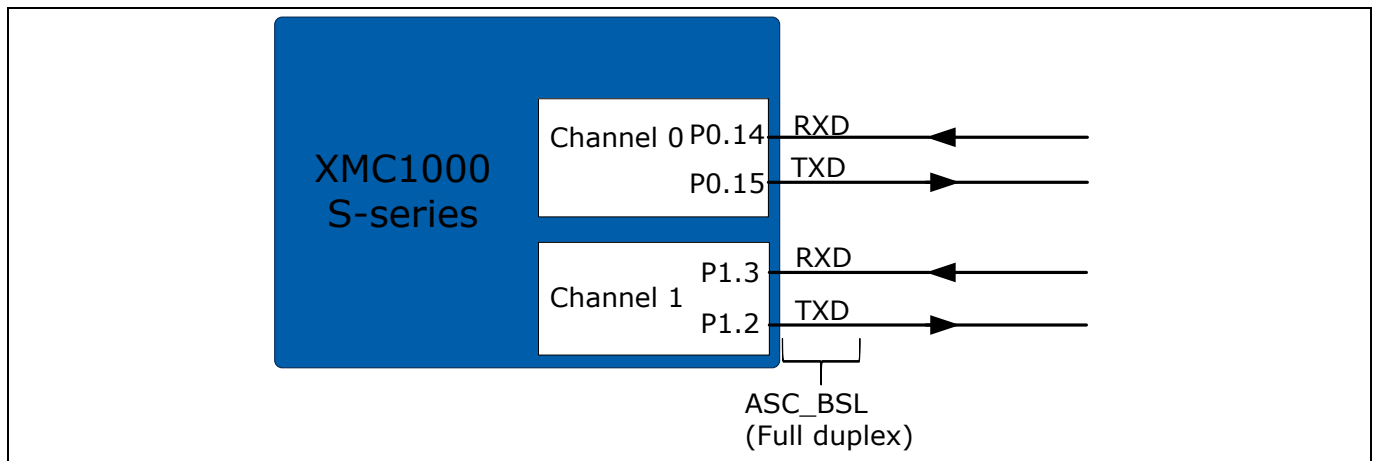 XMC1000
S-series
Channel 0
P0.14
RXD
P0.15
TXD
Channel 1
P1.3
RXD
P1.2
TXD
ASC_BSL
(Full duplex)